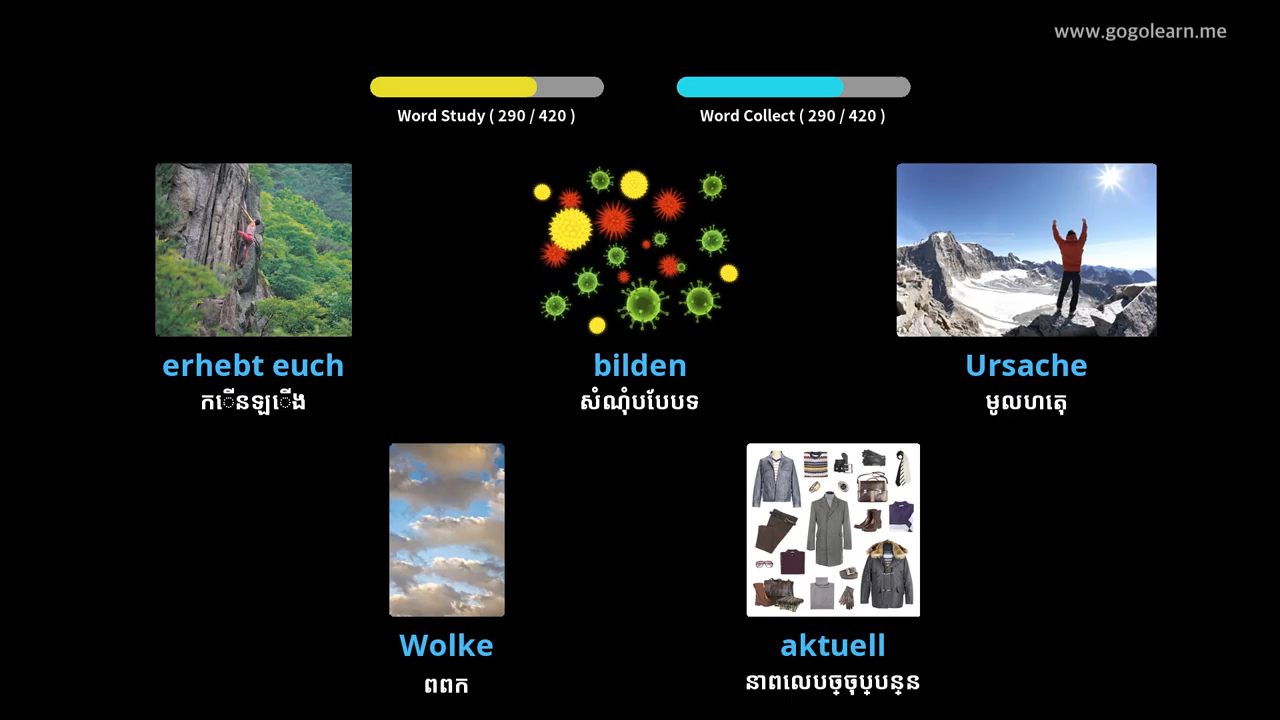 www.gogolearn.me
Word Study ( 290 / 420 )
Word Collect ( 290 / 420 )
erhebt euch
bilden
Ursache
កើនឡើង
សំណុំបែបបទ
មូលហេតុ
Wolke
aktuell
ពពក
នាពេលបច្ចុប្បន្ន